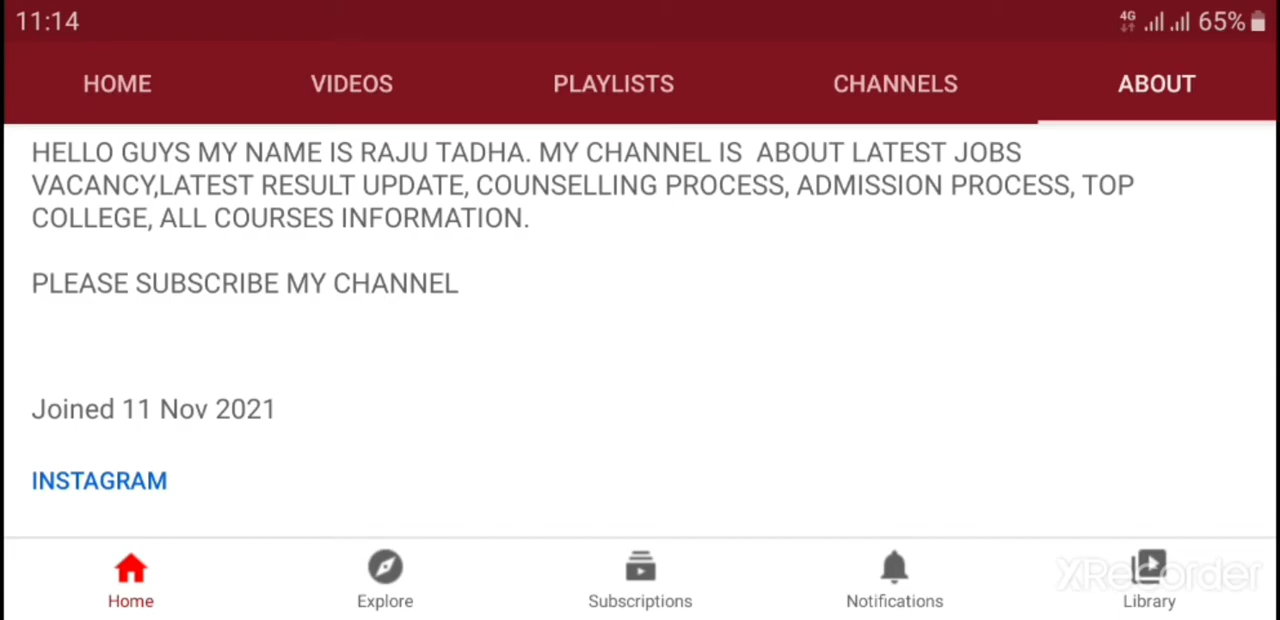 11:14
4G 65%
HOME VIDEOS PLAYLISTS CHANNELS ABOUT
HELLO GUYS MY NAME IS RAJU TADHA. MY CHANNEL IS ABOUT LATEST JOBS
VACANCY,LATEST RESULT UPDATE, COUNSELLING PROCESS, ADMISSION PROCESS, TOP
COLLEGE, ALL COURSES INFORMATION.
PLEASE SUBSCRIBE MY CHANNEL
Joined 11 Nov 2021
INSTAGRAM
Home Explore Subscriptions Notifications Library
XRecorder